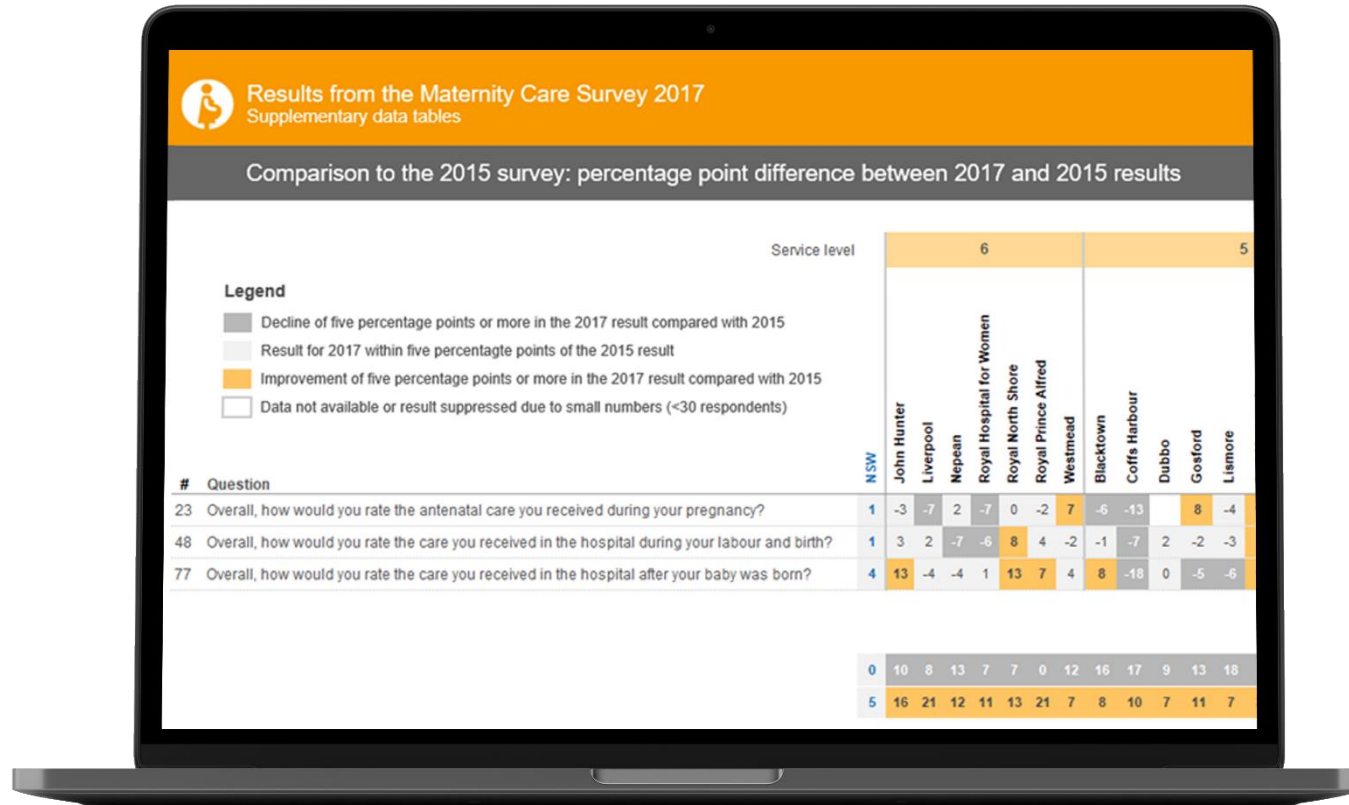 Results from the Maternity Care Survey 2017
Supplementary data tables
Comparison to the 2015 survey: percentage point difference between 2017 and 2015 results
Service level 6 5
Legend
Decline of five percentage points or more in the 2017 result compared with 2015
Result for 2017 within five percentagte points of the 2015 result
Improvement of five percentage points or more in the 2017 result compared with 2015
Data not available or result suppressed due to small numbers (<30 respondents)
# Question NSW John Hunter Liverpool Nepean Royal Hospital for Women Royal North Shore Royal Prince Alfred Westmead Blacktown Coffs Harbour Dubbo Gosford Lismore
23 Overall, how would you rate the antenatal care you received during your pregnancy? 1 -3 -7 2 -7 0 -2 7 -6 -13 8 -4
48 Overall, how would you rate the care you received in the hospital during your labour and birth? 1 3 2 -7 -6 8 4 -2 -1 -7 2 -2 -3
77 Overall, how would you rate the care you received in the hospital after your baby was born? 4 13 -4 -4 1 13 7 4 8 -18 0 -5 -6
0 10 8 13 7 7 0 12 16 17 9 13 18
5 16 21 12 11 13 21 7 8 10 7 11 7